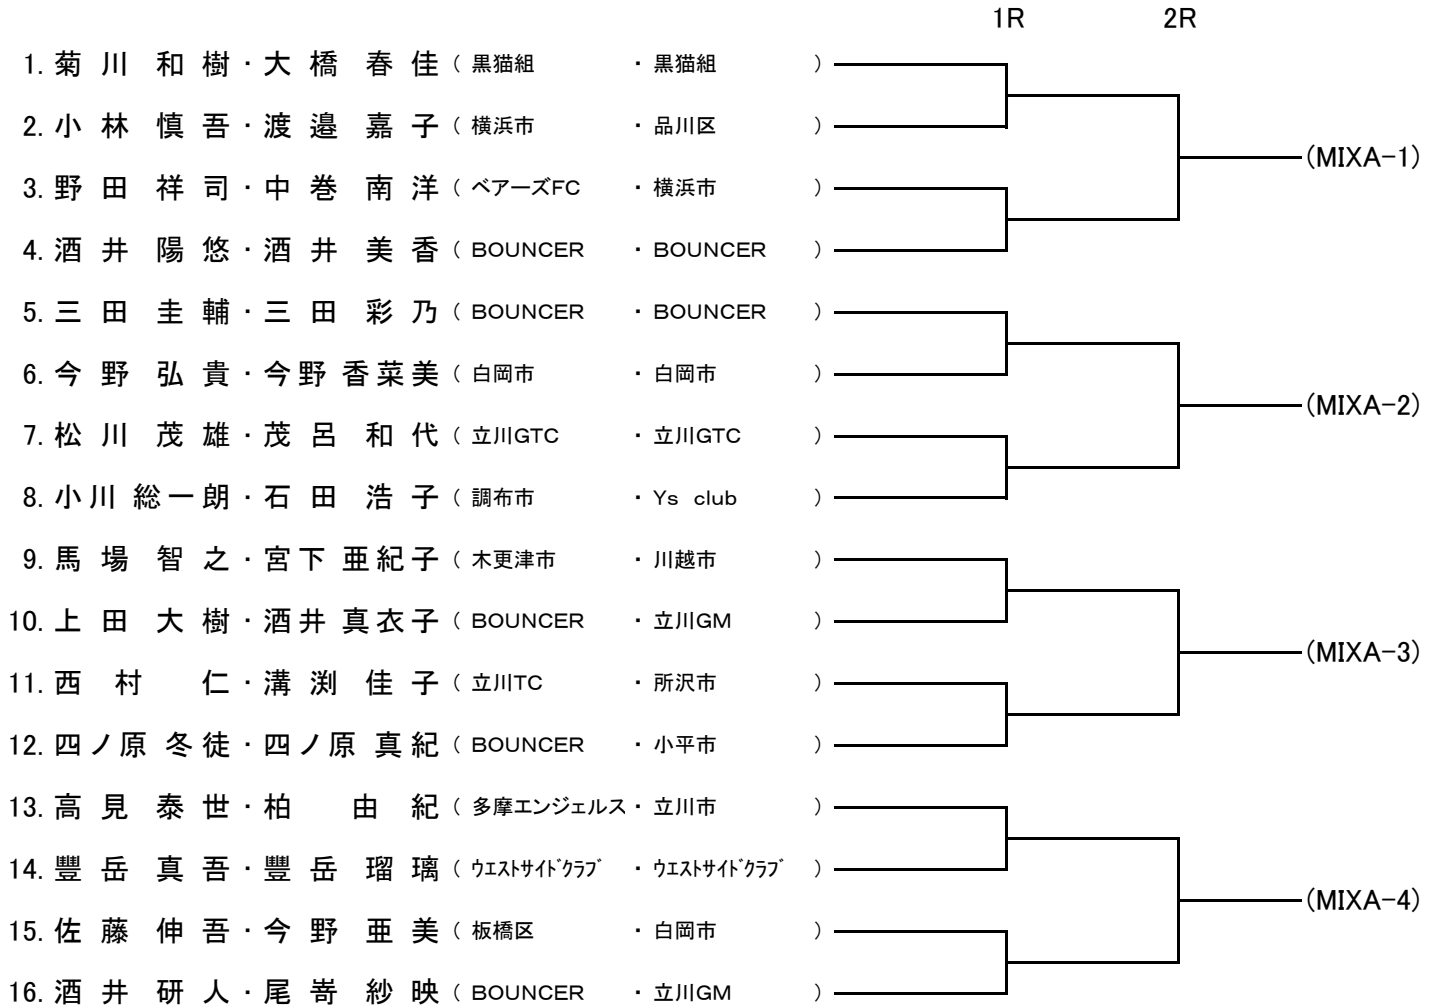 1R 2R
1. 菊川 和樹・大橋 春佳 ( 黒猫組 ・ 黒猫組 )
2. 小林 慎吾・渡邉 嘉子 ( 横浜市 ・ 品川区 )
(MIXA-1)
3. 野田 祥司・中巻 南洋 ( ベアーズFC ・ 横浜市 )
4. 酒井 陽悠・酒井 美香 ( BOUNCER ・ BOUNCER )
5. 三田 圭輔・三田 彩乃 ( BOUNCER ・ BOUNCER )
6. 今野 弘貴・今野 香菜美 ( 白岡市 ・ 白岡市 )
(MIXA-2)
7. 松川 茂雄・茂呂 和代 ( 立川GTC ・ 立川GTC )
8. 小川 総一朗・石田 浩子 ( 調布市 ・ Ys club )
9. 馬場 智之・宮下 亜紀子 ( 木更津市 ・ 川越市 )
10. 上田 大樹・酒井 真衣子 ( BOUNCER ・ 立川GM )
(MIXA-3)
11. 西村 仁・溝渕 佳子 ( 立川TC ・ 所沢市 )
12. 四ノ原 冬徒・四ノ原 真紀 ( BOUNCER ・ 小平市 )
13. 高見 泰世・柏 由紀 ( 多摩エンジェルス ・ 立川市 )
14. 豐岳 真吾・豐岳 瑠璃 ( ｳｴｽﾄｻｲﾄﾞｸﾗﾌﾞ ・ ｳｴｽﾄｻｲﾄﾞｸﾗﾌﾞ )
(MIXA-4)
15. 佐藤 伸吾・今野 亜美 ( 板橋区 ・ 白岡市 )
16. 酒井 研人・尾嵜 紗映 ( BOUNCER ・ 立川GM )